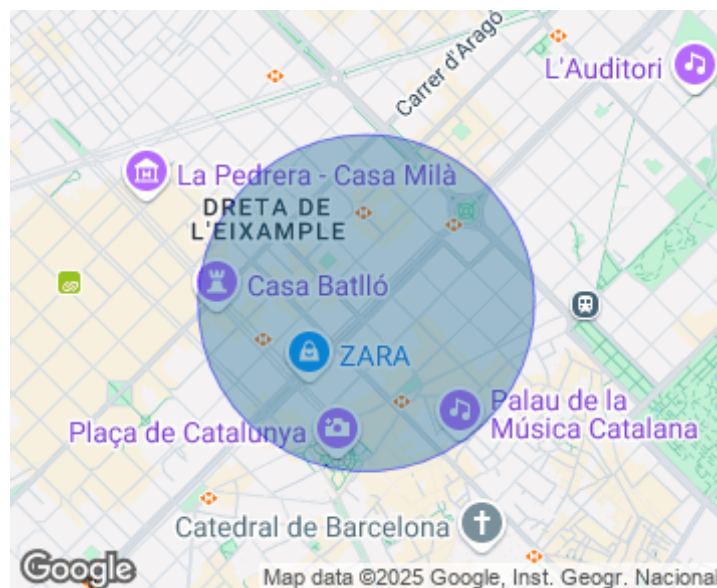 Carrer d'Aragó
L'Auditori
La Pedrera - Casa Milà
DRETA DE
L'EIXAMPLE
Casa Batlló
ZARA
Palau de la
Música Catalana
Plaça de Catalunya
Catedral de Barcelona
Google
Map data ©2025 Google, Inst. Geogr. Nacional